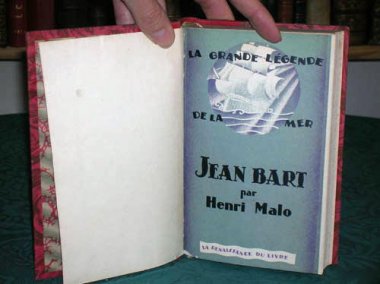 LA GRANDE LÉGENDE
DE LA MER
JEAN BART
par
Henri Malo
LA RENAISSANCE DU LIVRE